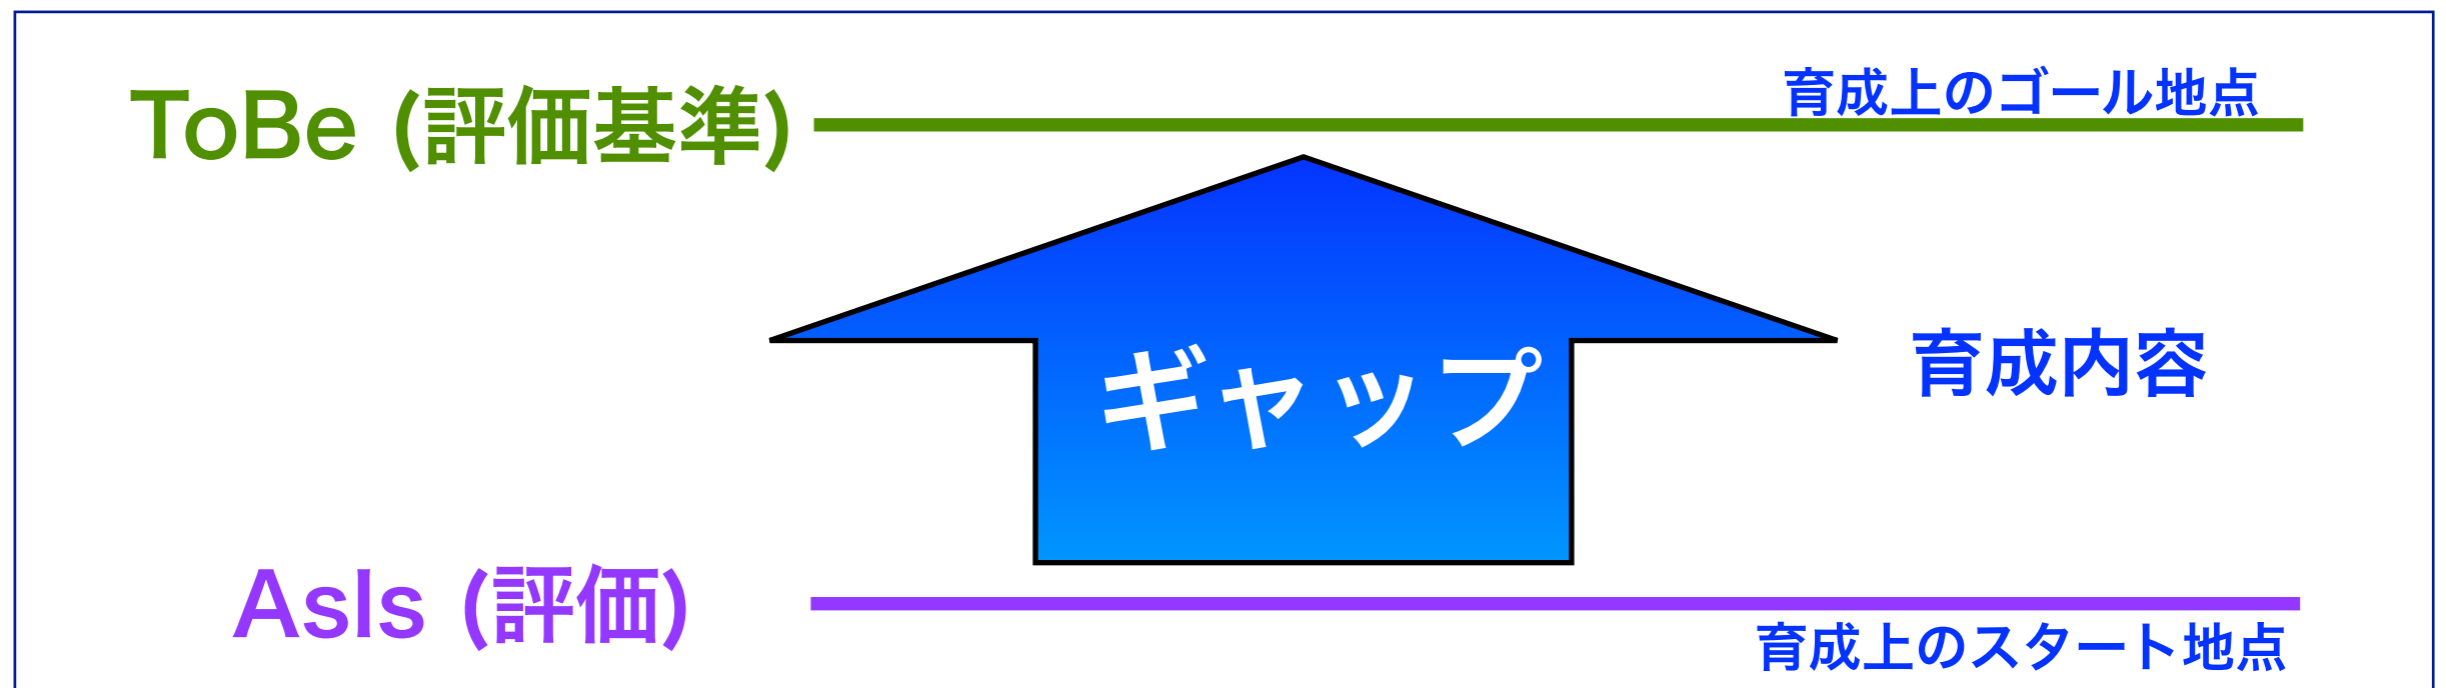 育成上のゴール地点
ToBe (評価基準)
ギャップ
育成内容
AsIs (評価)
育成上のスタート地点